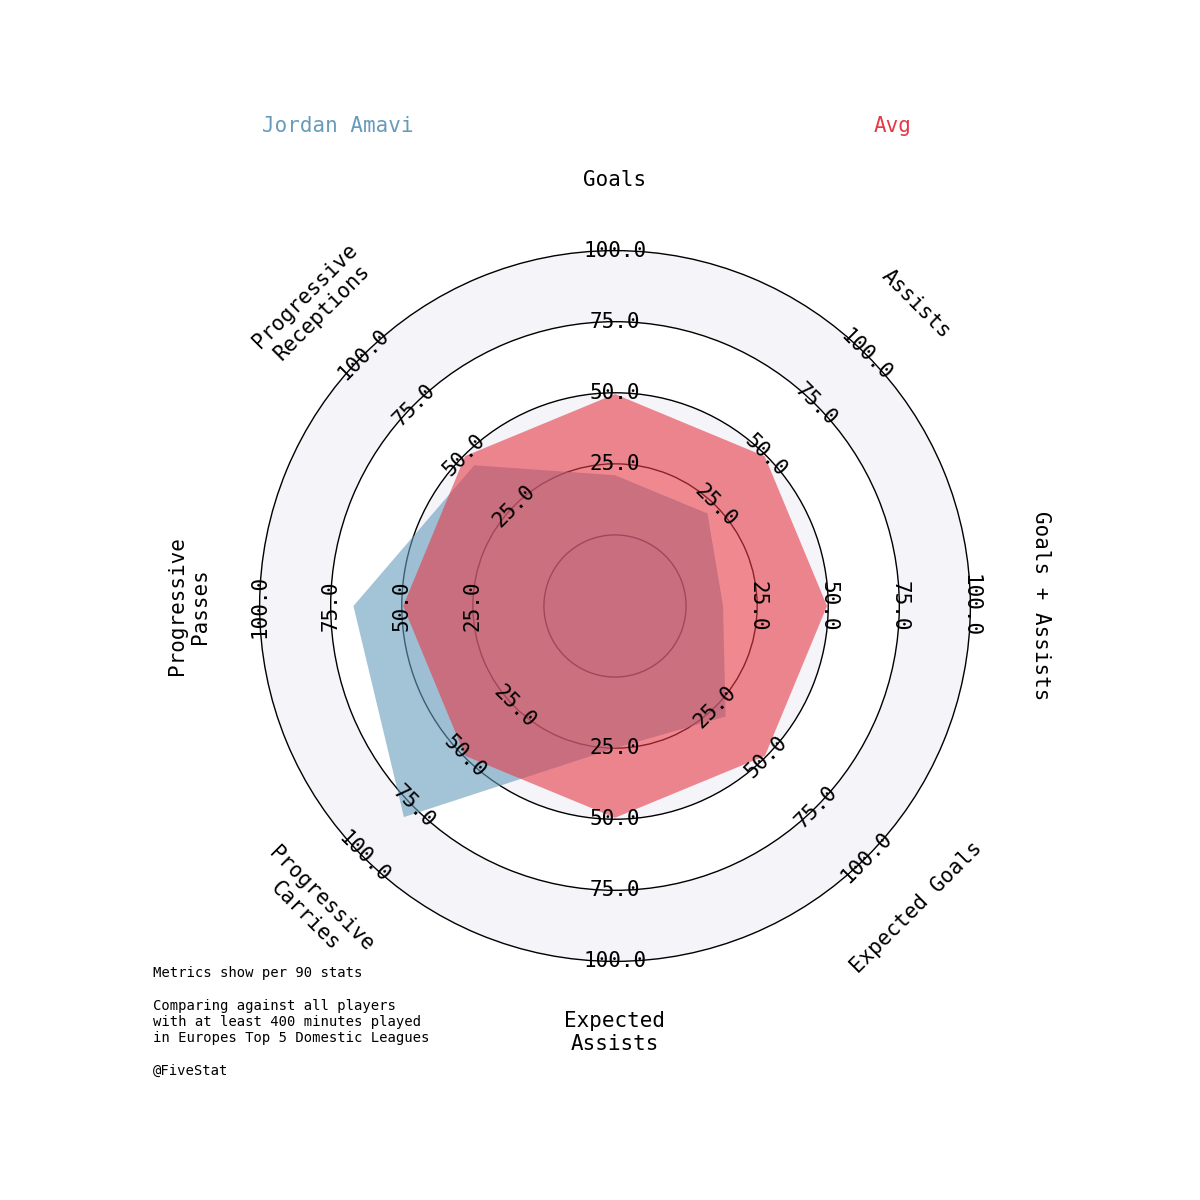 Jordan Amavi
Avg
Goals
Assists
Goals + Assists
Expected Goals
Expected
Assists
Progressive
Carries
Progressive
Passes
Progressive
Receptions
25.0
50.0
75.0
100.0
25.0
50.0
75.0
100.0
25.0
50.0
75.0
100.0
25.0
50.0
75.0
100.0
25.0
50.0
75.0
100.0
25.0
50.0
75.0
100.0
25.0
50.0
75.0
100.0
25.0
50.0
75.0
100.0
Metrics show per 90 stats
Comparing against all players
with at least 400 minutes played
in Europes Top 5 Domestic Leagues
@FiveStat